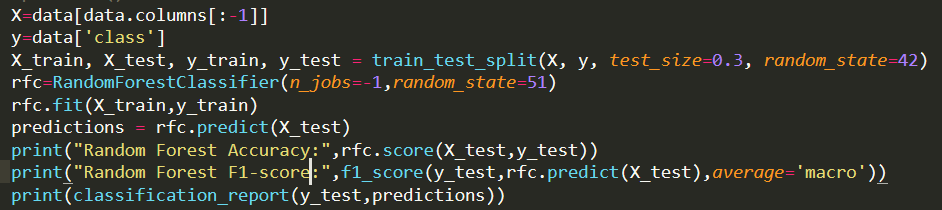 X=data[data.columns[:-1]]
y=data['class']
X_train, X_test, y_train, y_test = train_test_split(X, y, test_size=0.3, random_state=42)
rfc=RandomForestClassifier(n_jobs=-1,random_state=51)
rfc.fit(X_train,y_train)
predictions = rfc.predict(X_test)
print("Random Forest Accuracy:",rfc.score(X_test,y_test))
print("Random Forest F1-score:",f1_score(y_test,rfc.predict(X_test),average='macro'))
print(classification_report(y_test,predictions))